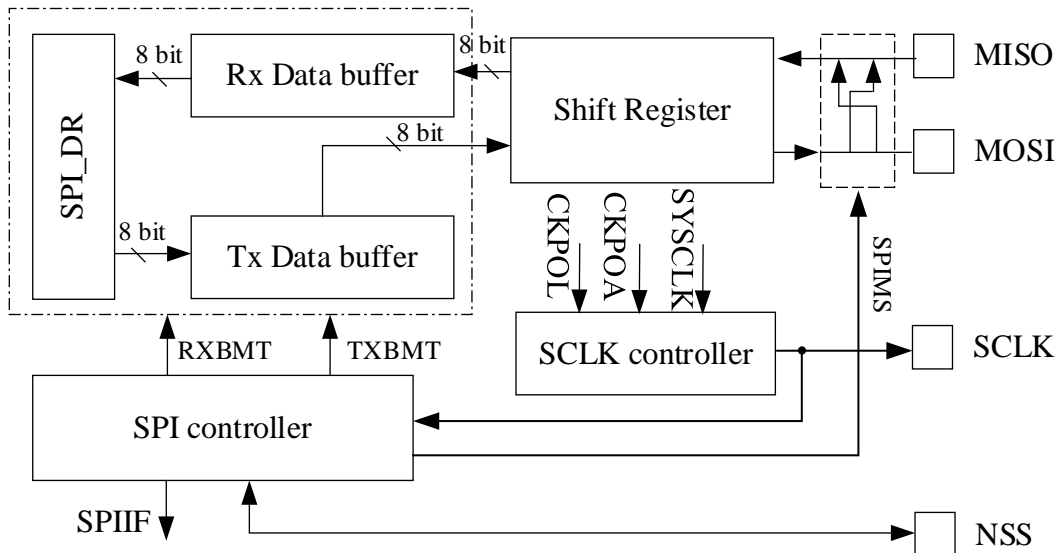 8 bit
Rx Data buffer
8 bit
Shift Register
MISO
SPI_DR
8 bit
MOSI
8 bit
Tx Data buffer
CKPOL
CKPOA
SYSCLK
SPIMS
RXBMT
TXBMT
SCLK controller
SCLK
SPI controller
SPIIF
NSS